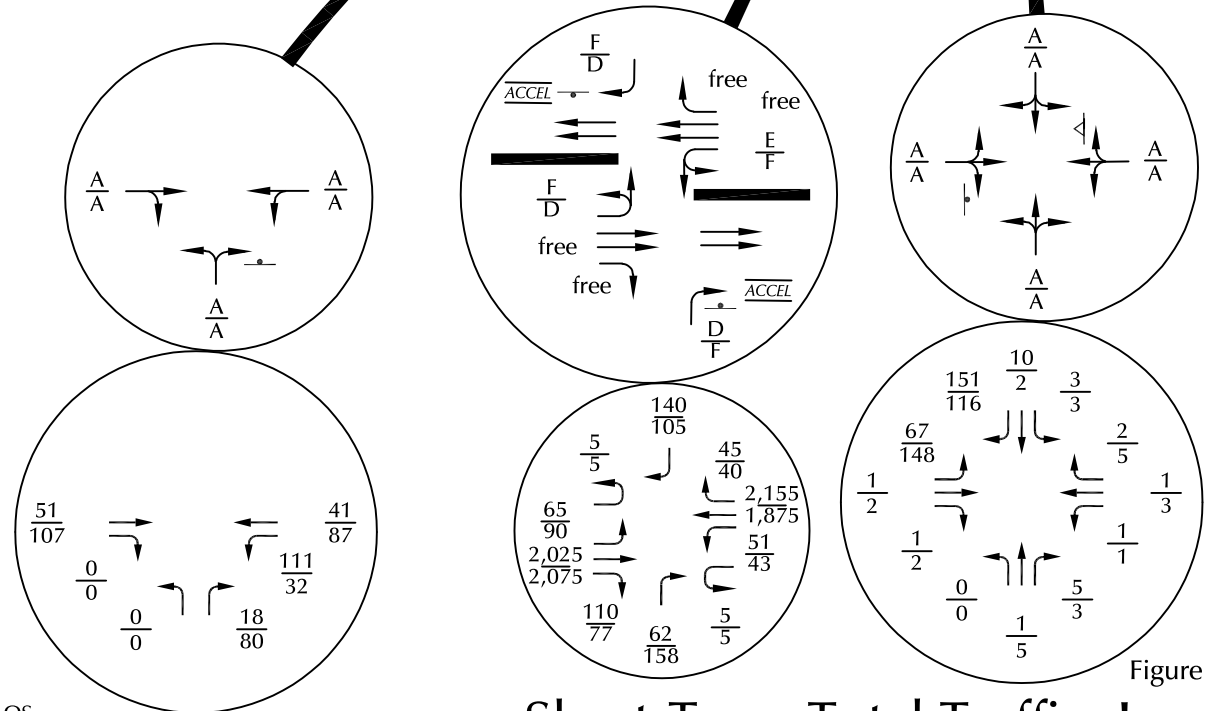 A
A
A
A
A
A
F
D
ACCEL
free
free
E
F
F
D
free
free
ACCEL
D
F
A
A
A
A
A
A
A
A
51
107
0
0
0
0
18
80
111
32
41
87
140
105
5
5
45
40
65
90
2,155
1,875
2,025
2,075
51
43
110
77
62
158
5
5
10
2
151
116
3
3
67
148
2
5
1
2
1
3
1
2
1
1
0
0
5
3
1
5
Figure